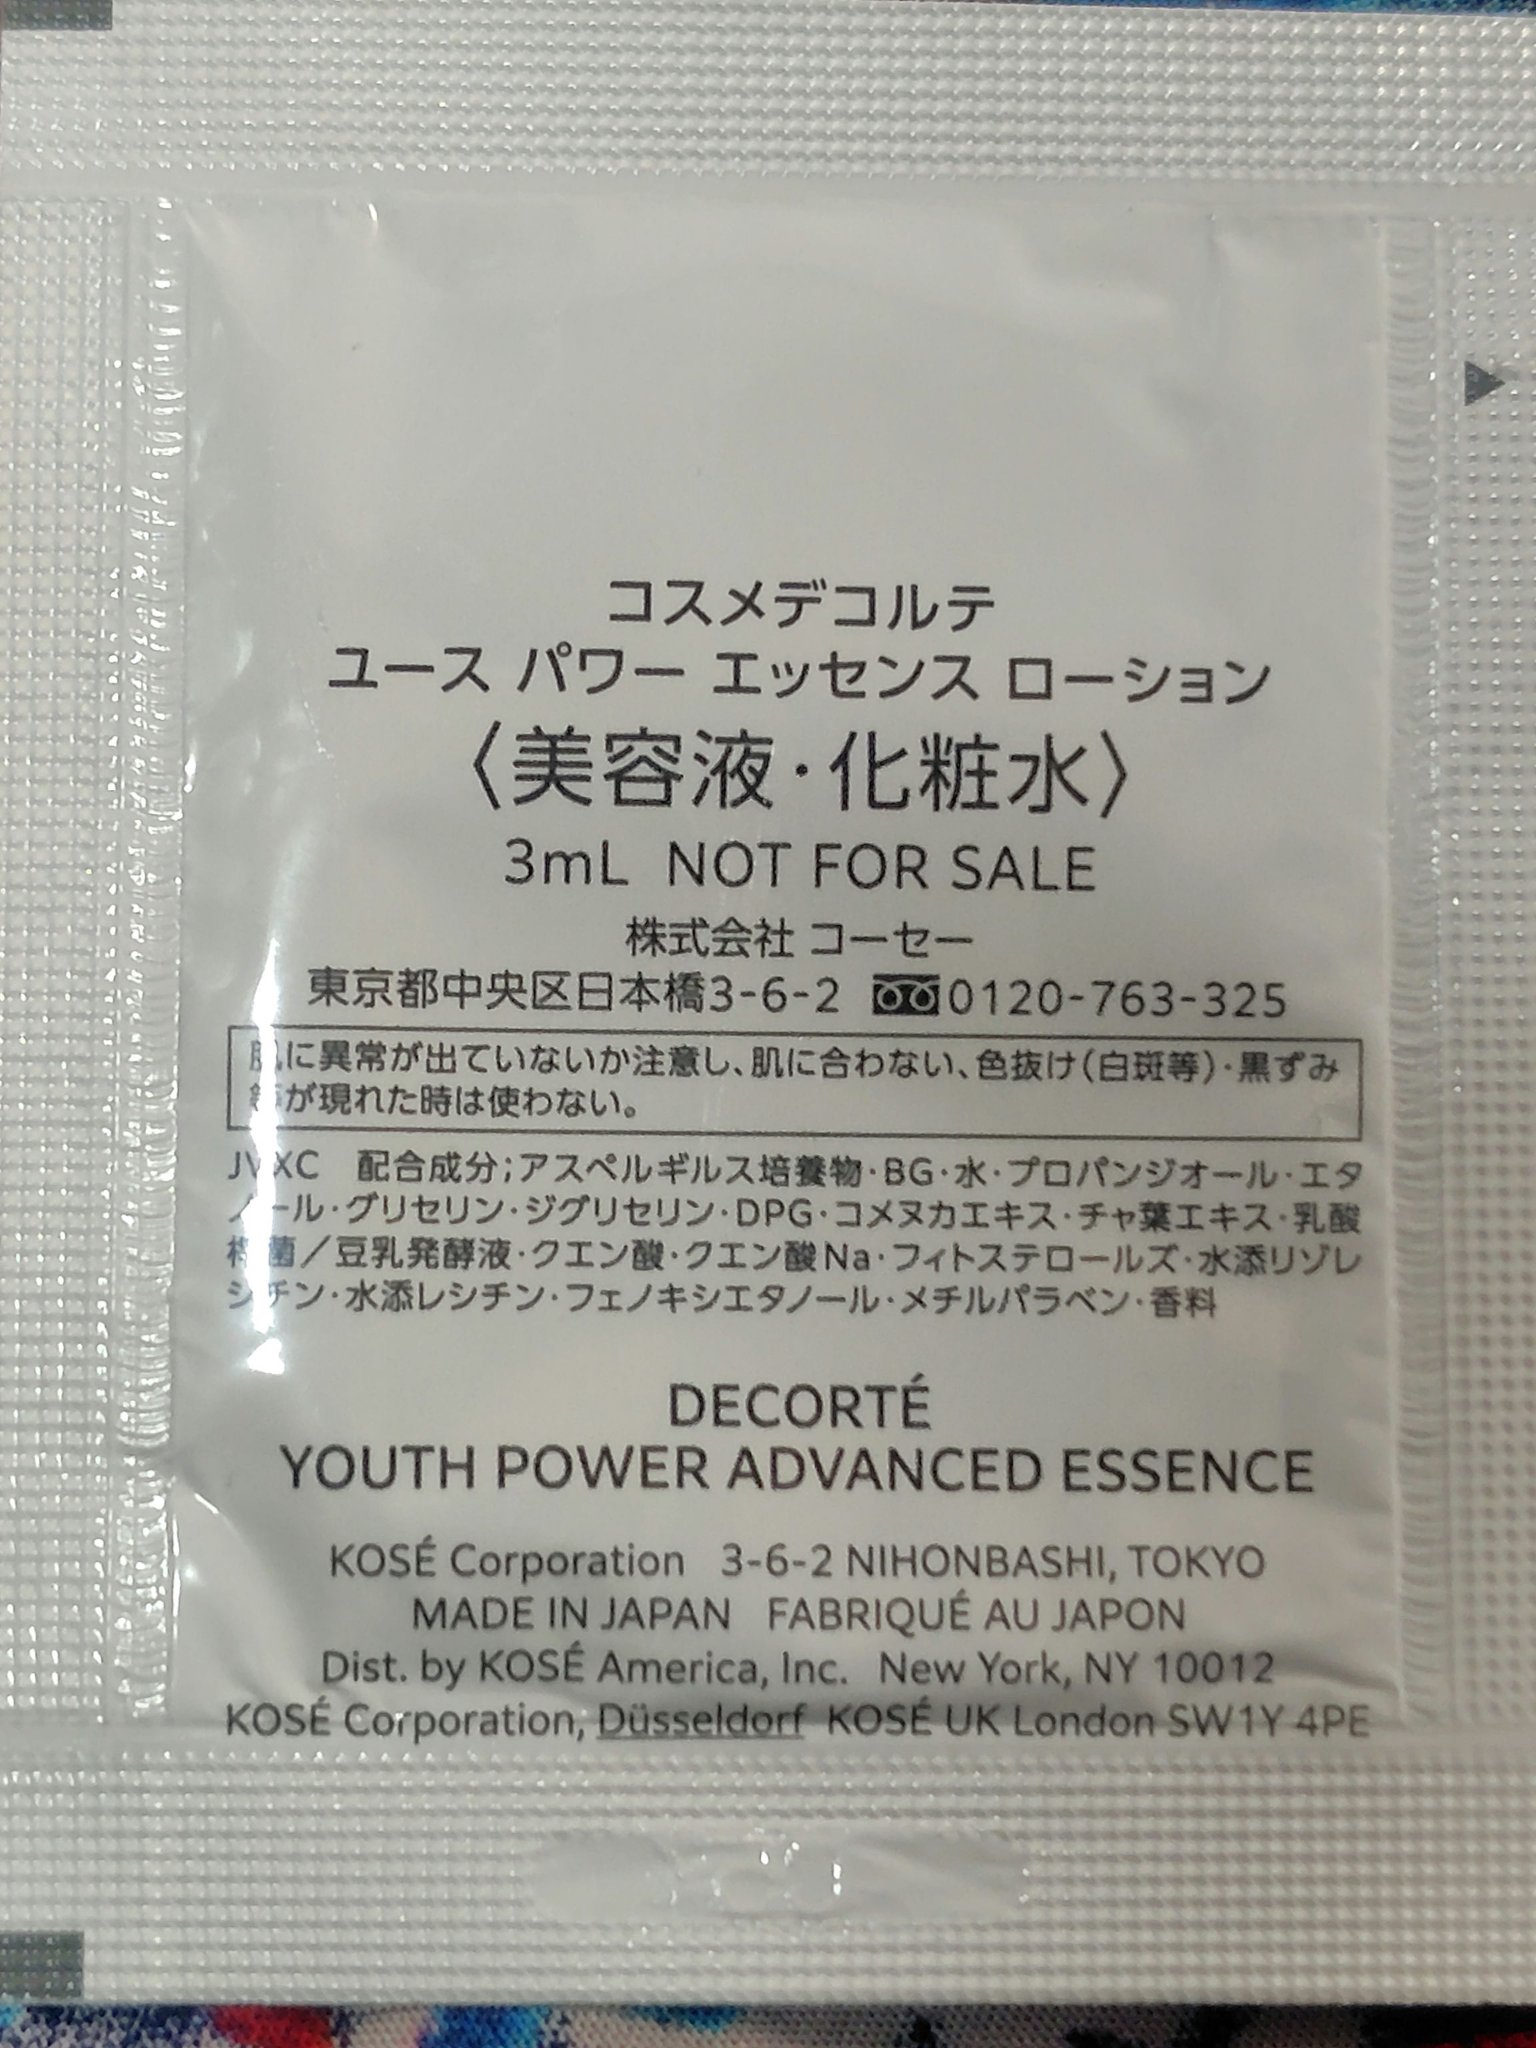 コスメデコルテ
ユース パワー エッセンス ローション
〈美容液・化粧水〉
3mL NOT FOR SALE
株式会社 コーセー
東京都中央区日本橋3-6-2 0120-763-325
肌に異常が出ていないか注意し、肌に合わない、色抜け(白斑等)・黒ずみ
等が現れた時は使わない。
配合成分;アスペルギルス培養物・BG・水・プロパンジオール・エタ
ノール・グリセリン・ジグリセリン・DPG・コメヌカエキス・チャ葉エキス・乳酸
桿菌/豆乳発酵液・クエン酸・クエン酸Na・フィトステロールズ・水添リゾレ
シチン・水添レシチン・フェノキシエタノール・メチルパラベン・香料
DECORTÉ
YOUTH POWER ADVANCED ESSENCE
KOSÉ Corporation 3-6-2 NIHONBASHI, TOKYO
MADE IN JAPAN FABRIQUÉ AU JAPON
Dist. by KOSÉ America, Inc. New York, NY 10012
KOSÉ Corporation, Düsseldorf KOSÉ UK London SW1Y 4PE